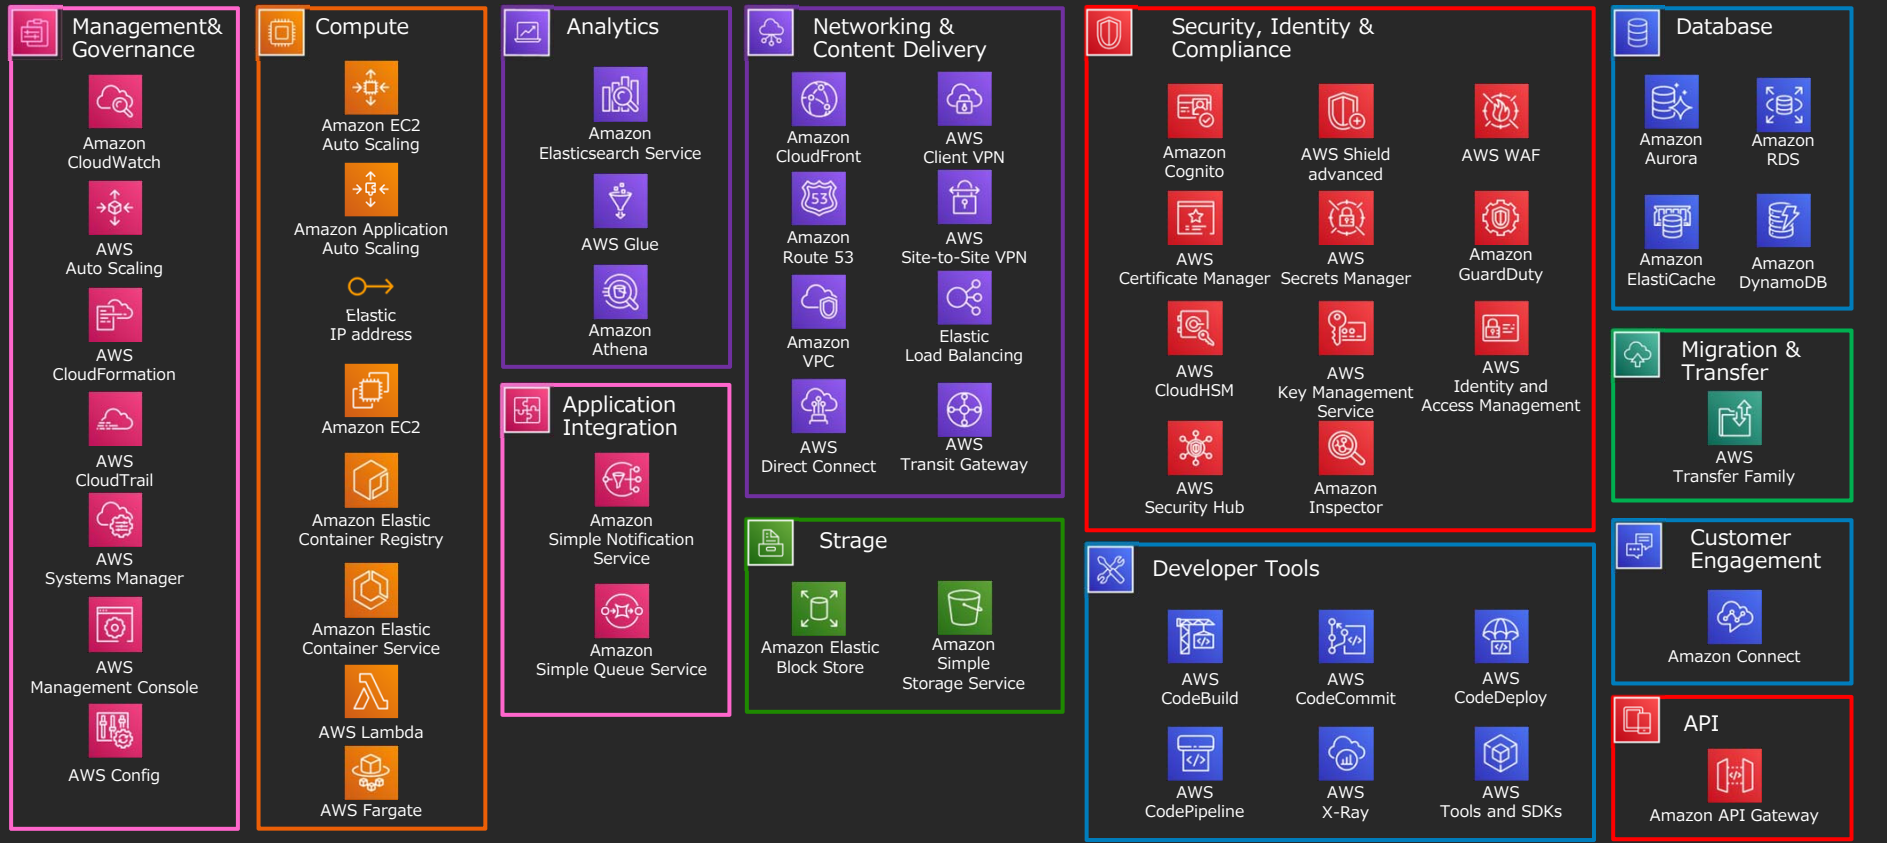 Management&
Governance
Amazon
CloudWatch
AWS
Auto Scaling
AWS
CloudFormation
AWS
CloudTrail
AWS
Systems Manager
AWS
Management Console
AWS Config
Compute
Amazon EC2
Auto Scaling
Amazon Application
Auto Scaling
Elastic
IP address
Amazon EC2
Amazon Elastic
Container Registry
Amazon Elastic
Container Service
AWS Lambda
AWS Fargate
Analytics
Amazon
Elasticsearch Service
AWS Glue
Amazon
Athena
Application
Integration
Amazon
Simple Notification
Service
Amazon
Simple Queue Service
Networking &
Content Delivery
Amazon
CloudFront
AWS
Client VPN
53
Amazon
Route 53
AWS
Site-to-Site VPN
Amazon
VPC
Elastic
Load Balancing
AWS
Direct Connect
AWS
Transit Gateway
Strage
Amazon Elastic
Block Store
Amazon
Simple
Storage Service
Security, Identity &
Compliance
Amazon
Cognito
AWS Shield
advanced
AWS WAF
AWS
Certificate Manager
AWS
Secrets Manager
Amazon
GuardDuty
AWS
CloudHSM
AWS
Key Management
Service
AWS
Identity and
Access Management
AWS
Security Hub
Amazon
Inspector
Developer Tools
AWS
CodeBuild
AWS
CodeCommit
AWS
CodeDeploy
AWS
CodePipeline
AWS
X-Ray
AWS
Tools and SDKs
Database
Amazon
Aurora
Amazon
RDS
Amazon
ElastiCache
Amazon
DynamoDB
Migration &
Transfer
AWS
Transfer Family
Customer
Engagement
Amazon Connect
API
Amazon API Gateway